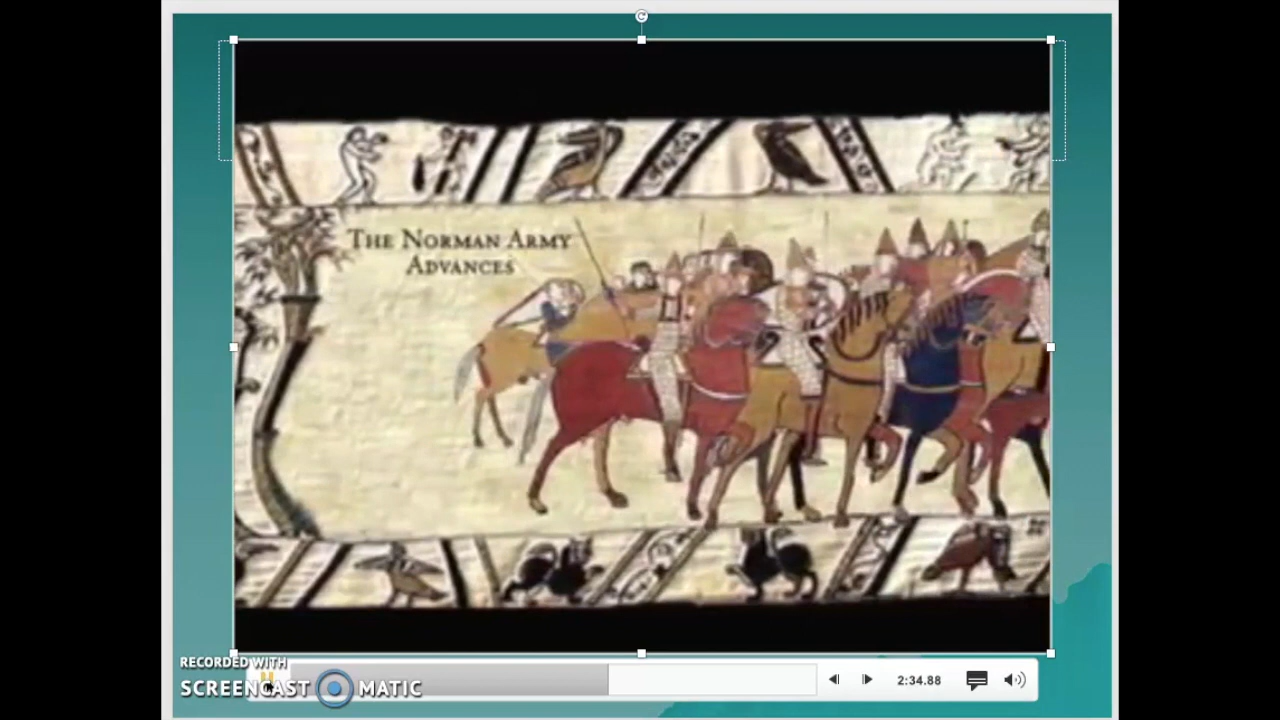 THE NORMAN ARMY
ADVANCES
RECORDED WITH
SCREENCAST MATIC
2:34.88